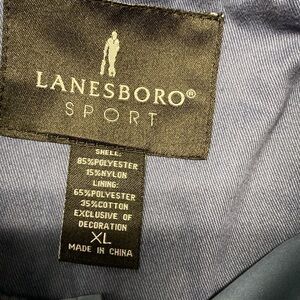 LANESBORO®
SPORT
SHELL:
85%POLYESTER
15%NYLON
LINING:
65%POLYESTER
35%COTTON
EXCLUSIVE OF
DECORATION
XL
MADE IN CHINA